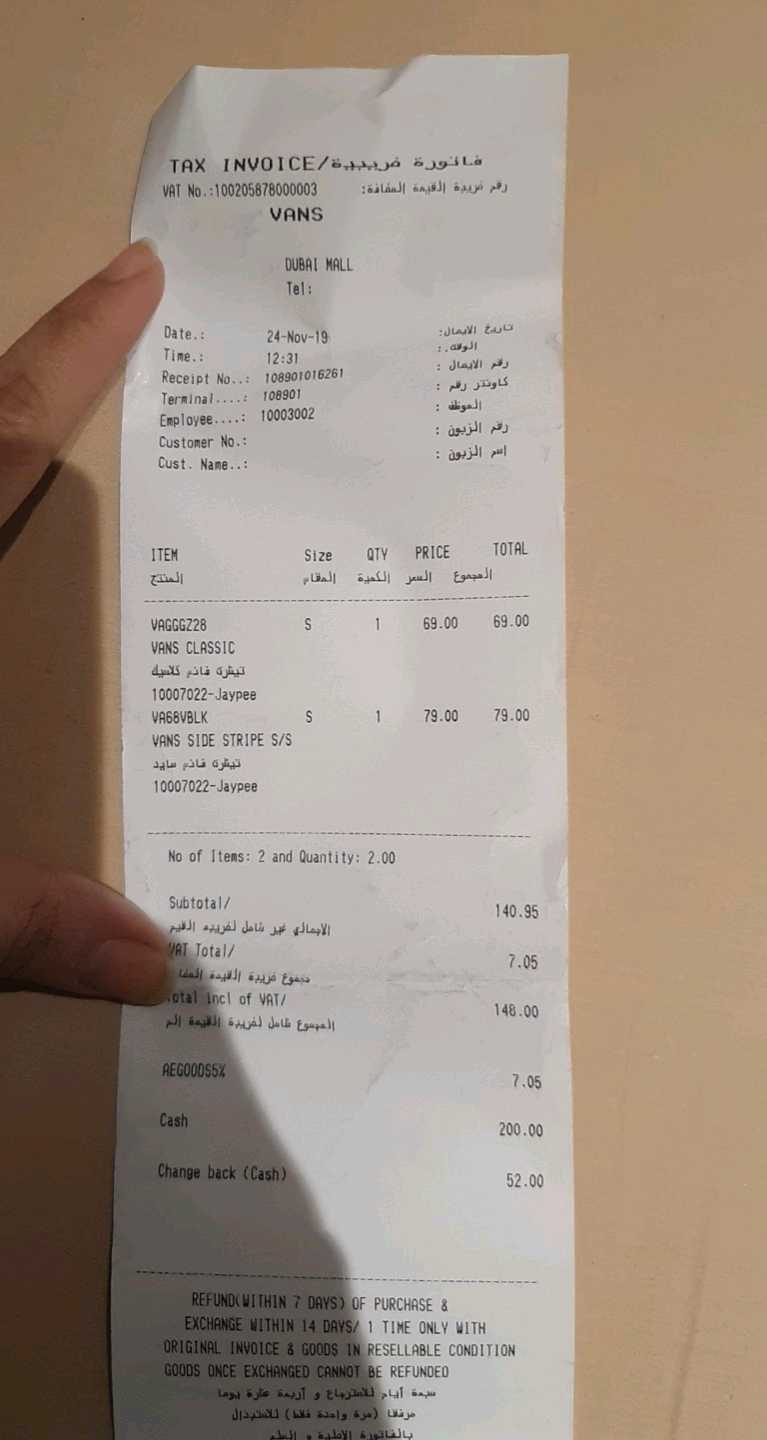 TAX INVOICE/فاتورة ضريبية
VAT No.:100205878000003 رقم ضريبة القيمة المضافة:
VANS
DUBAI MALL
Tel:
Date.: 24-Nov-19 تاريخ الايصال:
Time.: 12:31 الوقت.:
Receipt No..: 108901016261 رقم الايصال :
Terminal....: 108901 كاونتر رقم :
Employee....: 10003002 الموظف :
Customer No.: رقم الزبون :
Cust. Name..: اسم الزبون :
ITEM Size QTY PRICE TOTAL
المنتج المقاس الكمية السعر المجموع
VAGGGZ28 S 1 69.00 69.00
VANS CLASSIC
تيشرت فانز كلاسيك
10007022-Jaypee
VA68VBLK S 1 79.00 79.00
VANS SIDE STRIPE S/S
تيشرت فانز سايد
10007022-Jaypee
No of Items: 2 and Quantity: 2.00
Subtotal/ 140.95
الاجمالي غير شامل لضريبة القيم
VAT Total/ 7.05
مجموع ضريبة القيمة المضا
Total incl of VAT/ 148.00
المجموع شامل لضريبة القيمة الم
AEGOODS5% 7.05
Cash 200.00
Change back (Cash) 52.00
REFUND(WITHIN 7 DAYS) OF PURCHASE &
EXCHANGE WITHIN 14 DAYS/ 1 TIME ONLY WITH
ORIGINAL INVOICE & GOODS IN RESELLABLE CONDITION
GOODS ONCE EXCHANGED CANNOT BE REFUNDED
سبعة أيام للاسترجاع و أربعة عشرة يوما
(مرة واحدة فقط) للاستبدال
بالفاتورة الاصلية و